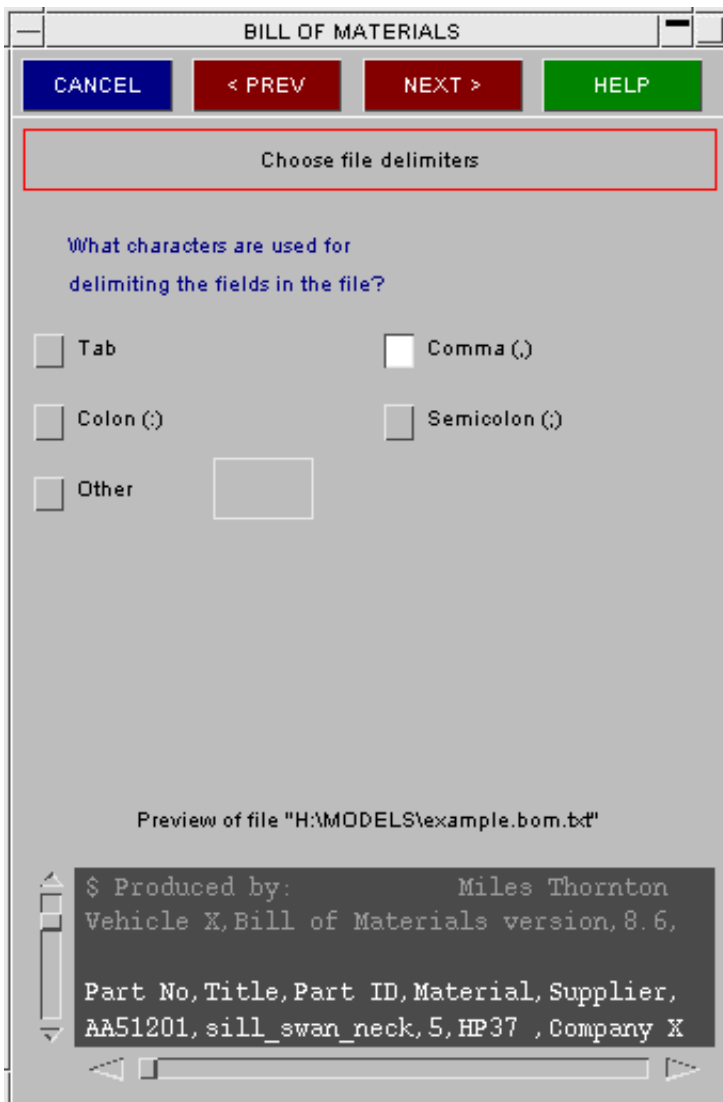 BILL OF MATERIALS
CANCEL < PREV NEXT > HELP
Choose file delimiters
What characters are used for
delimiting the fields in the file?
Tab Comma (,)
Colon (:) Semicolon (;)
Other
Preview of file "H:\MODELS\example.bom.txt"
$ Produced by: Miles Thornton
Vehicle X,Bill of Materials version,8.6,
Part No,Title,Part ID,Material,Supplier,
AA51201,sill_swan_neck,5,HP37 ,Company X